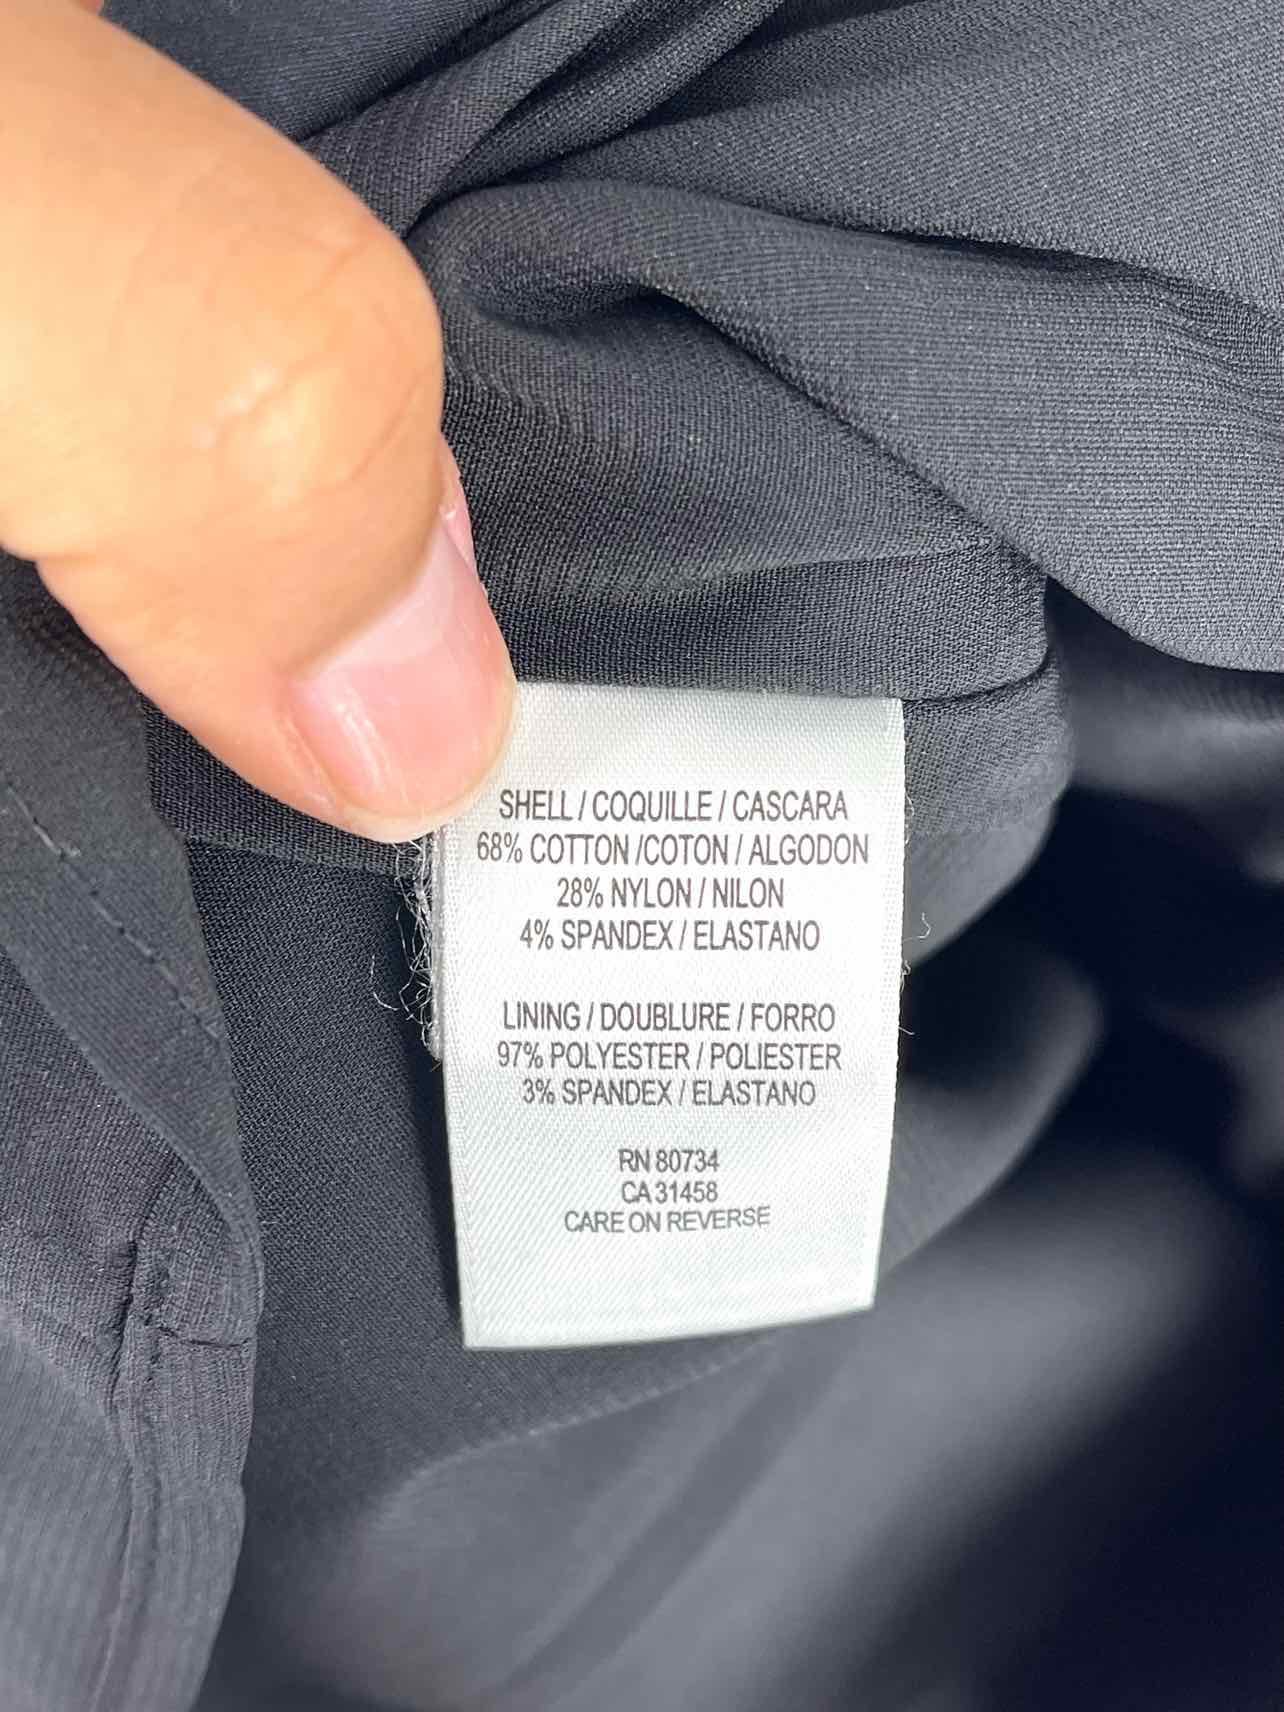 SHELL / COQUILLE / CASCARA
68% COTTON /COTON / ALGODON
28% NYLON / NILON
4% SPANDEX / ELASTANO
LINING / DOUBLURE / FORRO
97% POLYESTER / POLIESTER
3% SPANDEX / ELASTANO
RN 80734
CA 31458
CARE ON REVERSE